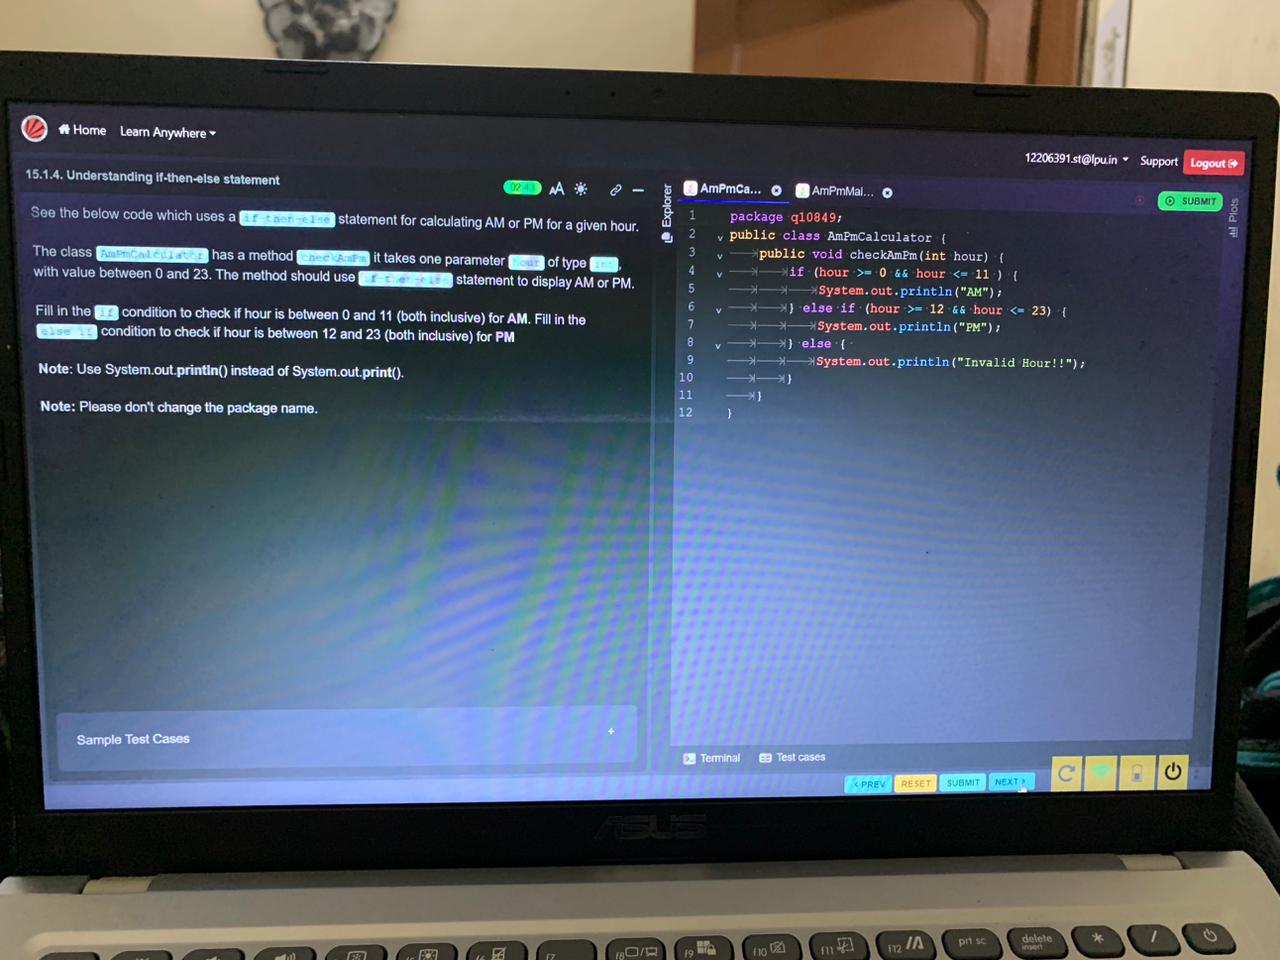 Home Learn Anywhere
12206391.st@lpu.in Support Logout
15.1.4. Understanding if-then-else statement
02:43 AA
See the below code which uses a if-then-else statement for calculating AM or PM for a given hour.
The class AmPmCalculator has a method checkAmPm it takes one parameter hour of type int,
with value between 0 and 23. The method should use if-then-else statement to display AM or PM.
Fill in the if condition to check if hour is between 0 and 11 (both inclusive) for AM. Fill in the
else if condition to check if hour is between 12 and 23 (both inclusive) for PM
Note: Use System.out.println() instead of System.out.print().
Note: Please don't change the package name.
Sample Test Cases +
Explorer
AmPmCa... AmPmMai...
SUBMIT
Plots
1 package q10849;
2 public class AmPmCalculator {
3 public void checkAmPm(int hour) {
4 if (hour >= 0 && hour <= 11 ) {
5 System.out.println("AM");
6 } else if (hour >= 12 && hour <= 23) {
7 System.out.println("PM");
8 } else {
9 System.out.println("Invalid Hour!!");
10 }
11 }
12 }
Terminal Test cases
< PREV RESET SUBMIT NEXT >
ASUS
f7 f8 f9 f10 f11 f12 prt sc delete insert * /